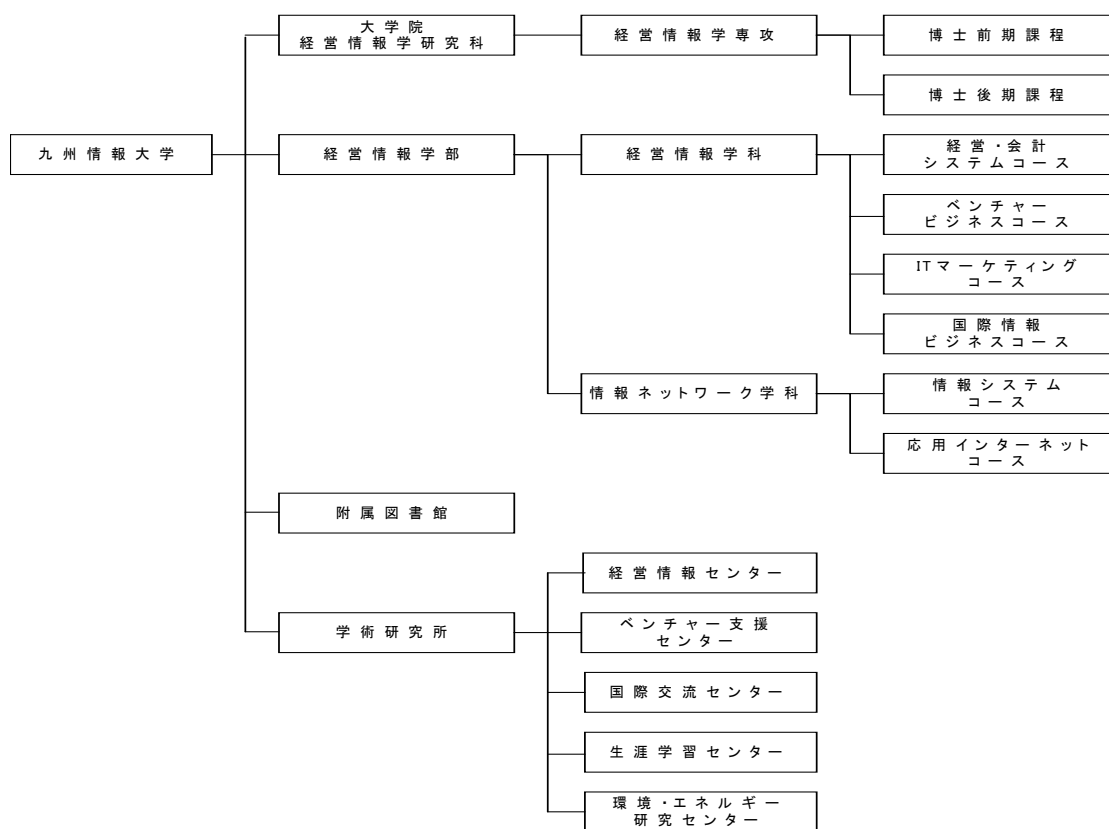 大学院
経営情報学研究科
経営情報学専攻
博士前期課程
博士後期課程
九州情報大学
経営情報学部
経営情報学科
経営・会計
システムコース
ベンチャー
ビジネスコース
ITマーケティング
コース
国際情報
ビジネスコース
情報ネットワーク学科
情報システム
コース
応用インターネット
コース
附属図書館
学術研究所
経営情報センター
ベンチャー支援
センター
国際交流センター
生涯学習センター
環境・エネルギー
研究センター